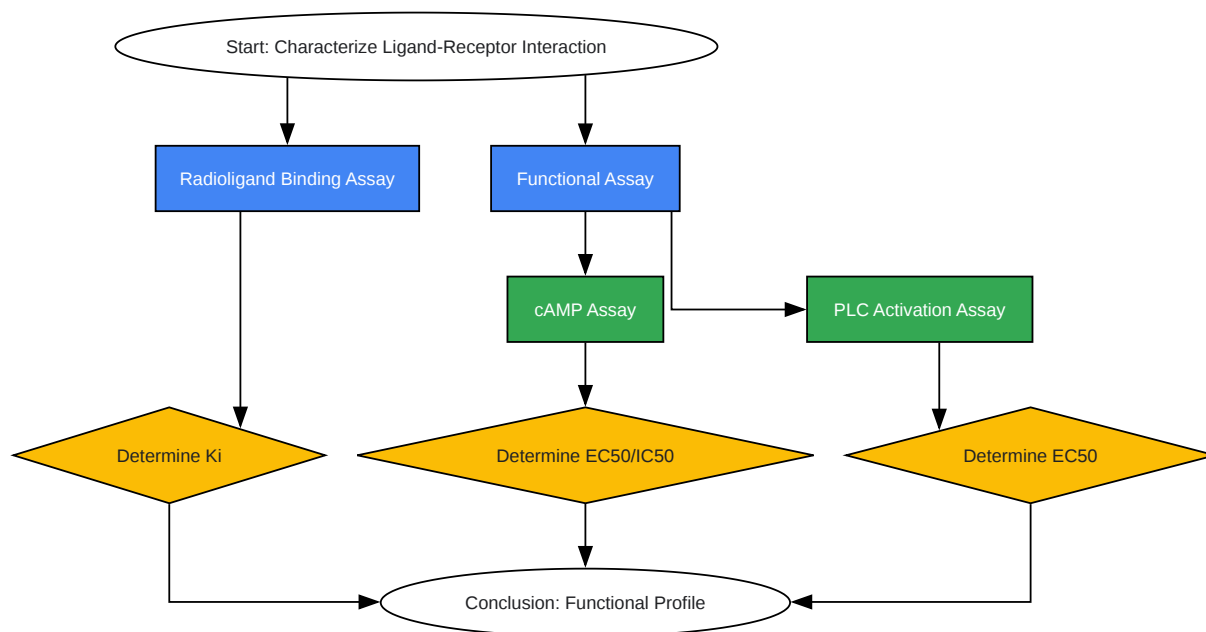 Start: Characterize Ligand-Receptor Interaction
Radioligand Binding Assay
Functional Assay
cAMP Assay
PLC Activation Assay
Determine Ki
Determine EC50/IC50
Determine EC50
Conclusion: Functional Profile